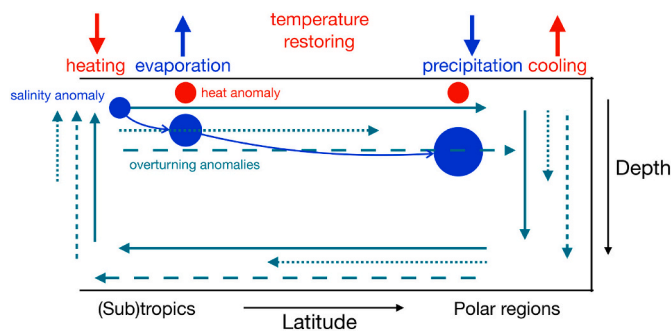 temperature
restoring
heating evaporation precipitation cooling
salinity anomaly
heat anomaly
overturning anomalies
Depth
(Sub)tropics Latitude Polar regions